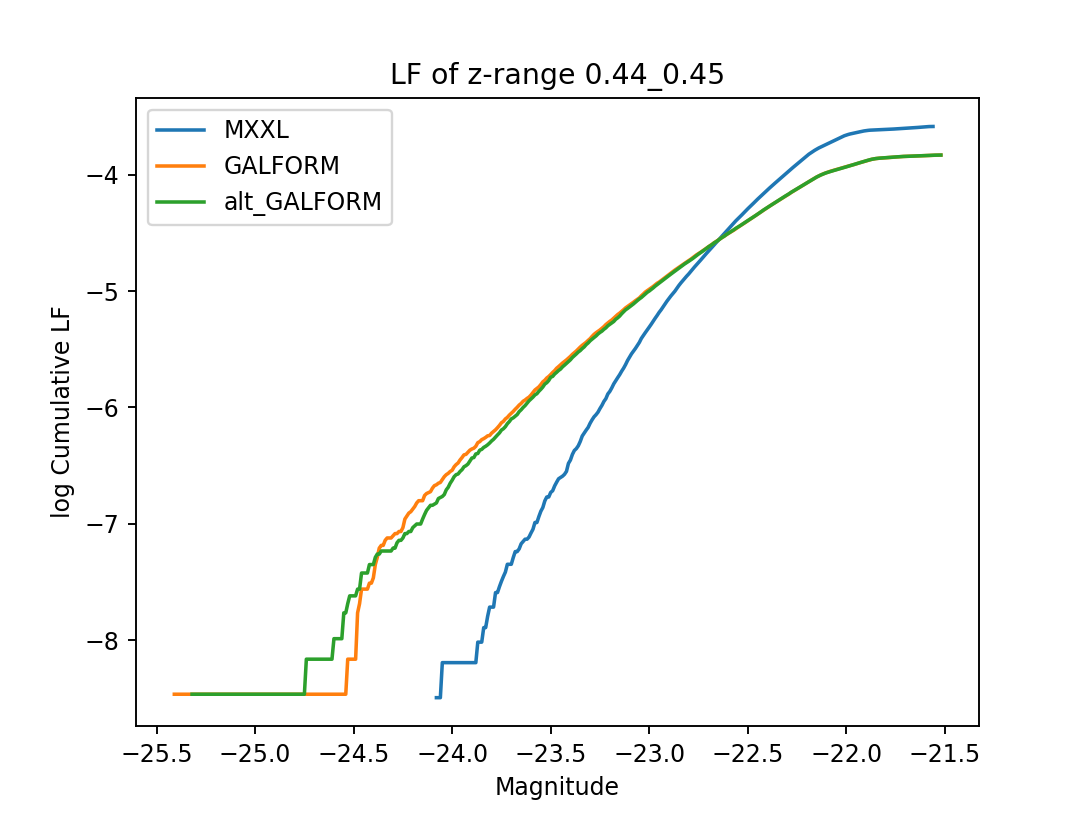 LF of z-range 0.44_0.45
MXXL
GALFORM
alt_GALFORM
log Cumulative LF
−4
−5
−6
−7
−8
−25.5 −25.0 −24.5 −24.0 −23.5 −23.0 −22.5 −22.0 −21.5
Magnitude